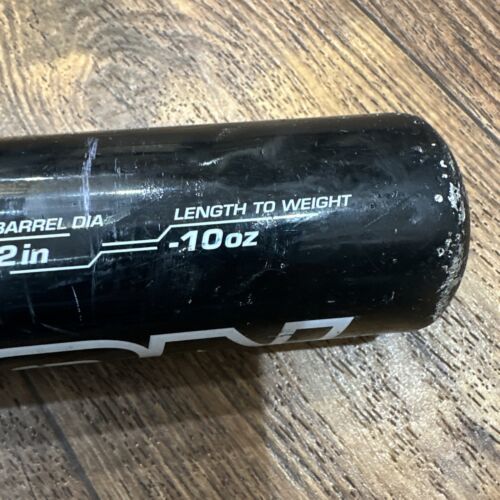 BARREL DIA
LENGTH TO WEIGHT
2in
-10oz